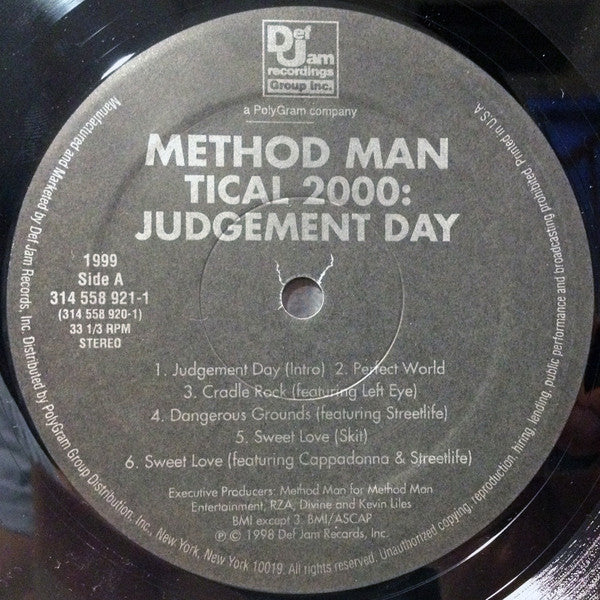 Def
Jam
recordings
Group Inc.
a PolyGram company
METHOD MAN
TICAL 2000:
JUDGEMENT DAY
1999
Side A
314 558 921-1
(314 558 920-1)
33 1/3 RPM
STEREO
1. Judgement Day (Intro) 2. Perfect World
3. Cradle Rock (featuring Left Eye)
4. Dangerous Grounds (featuring Streetlife)
5. Sweet Love (Skit)
6. Sweet Love (featuring Cappadonna & Streetlife)
Executive Producers: Method Man for Method Man
Entertainment, RZA, Divine and Kevin Liles
BMI except 3. BMI/ASCAP
℗ © 1998 Def Jam Records, Inc.
Manufactured and Marketed by Def Jam Records, Inc. Distributed by PolyGram Group Distribution, Inc., New York, New York 10019. All rights reserved. Unauthorized copying, reproduction, hiring, lending, public performance and broadcasting prohibited Printed in U.S.A